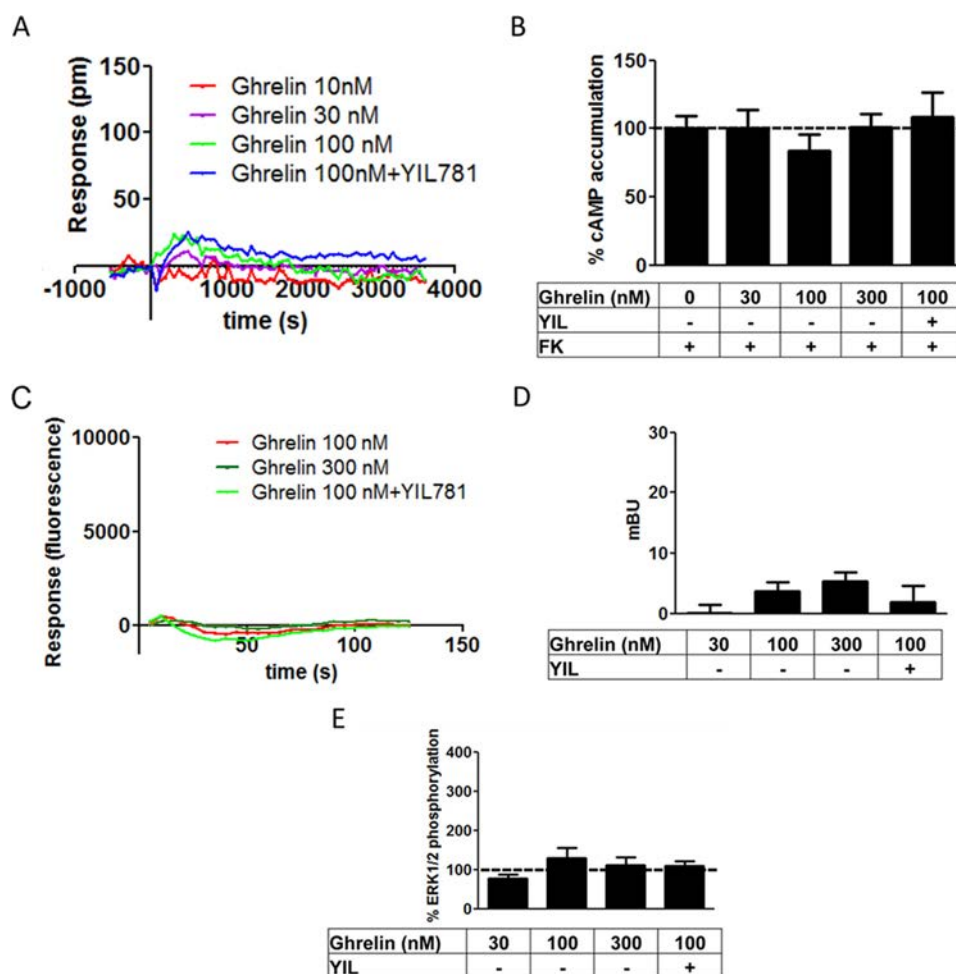 A
Response (pm)
150
100
50
-1000
1000
2000
3000
4000
time (s)
Ghrelin 10nM
Ghrelin 30 nM
Ghrelin 100 nM
Ghrelin 100nM+YIL781
B
% cAMP accumulation
150
100
50
0
Ghrelin (nM) 0 30 100 300 100
YIL - - - - +
FK + + + + +
C
Response (fluorescence)
10000
5000
0
50
100
150
time (s)
Ghrelin 100 nM
Ghrelin 300 nM
Ghrelin 100 nM+YIL781
D
mBU
30
20
10
0
Ghrelin (nM) 30 100 300 100
YIL - - - +
E
% ERK1/2 phosphorylation
400
300
200
100
0
Ghrelin (nM) 30 100 300 100
YIL - - - +